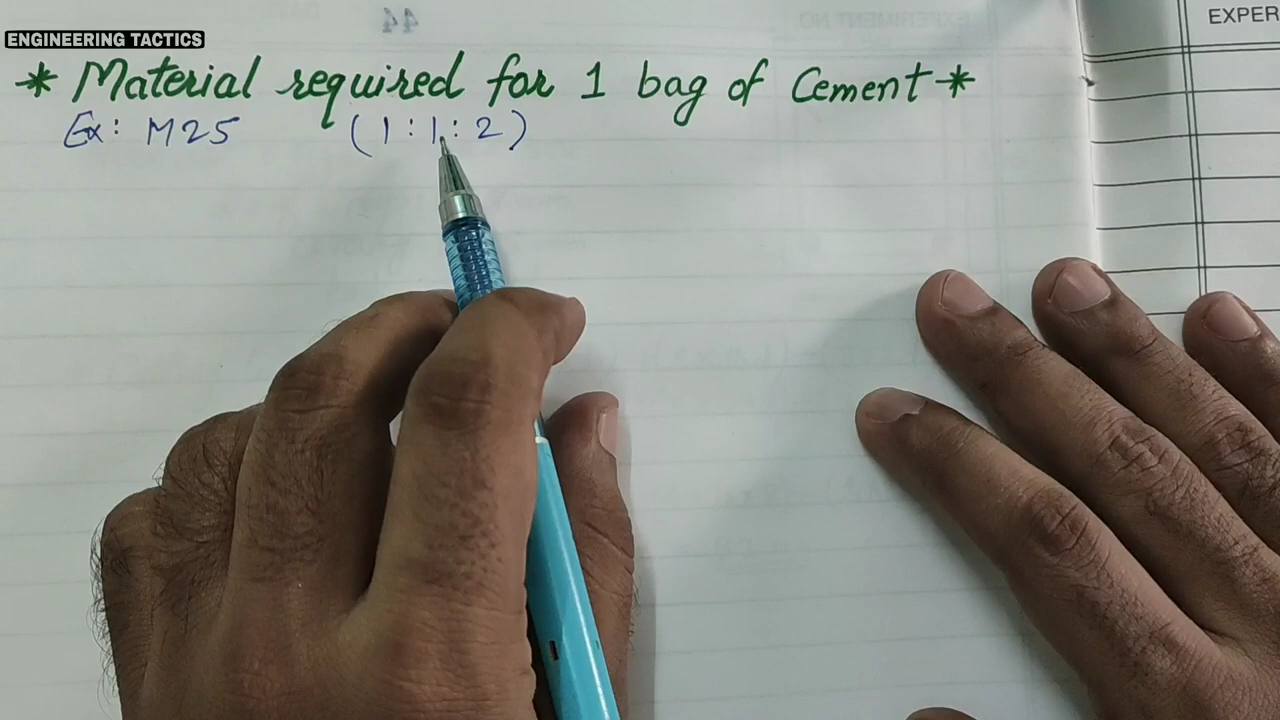 ENGINEERING TACTICS
EXPER
* Material required for 1 bag of Cement *
Ex: M25 (1:1:2)